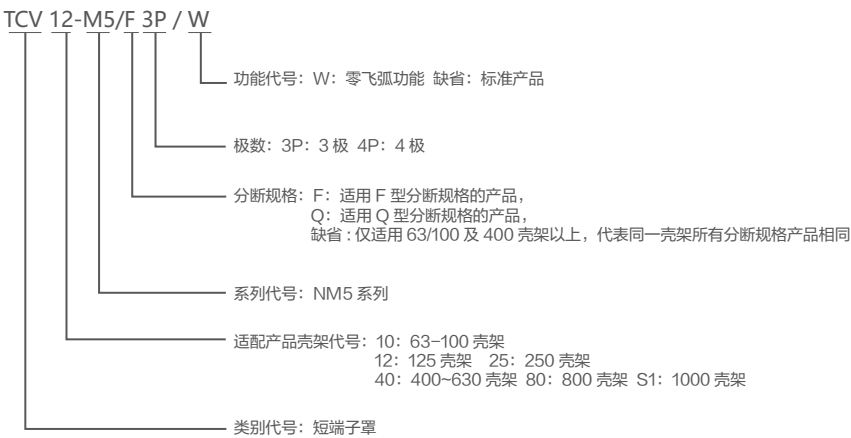 TCV 12-M5/F 3P / W
功能代号：W：零飞弧功能 缺省：标准产品
极数：3P：3 极 4P：4 极
分断规格：F：适用 F 型分断规格的产品，
Q：适用 Q 型分断规格的产品，
缺省 : 仅适用 63/100 及 400 壳架以上，代表同一壳架所有分断规格产品相同
系列代号：NM5 系列
适配产品壳架代号：10：63-100 壳架
12：125 壳架 25：250 壳架
40：400~630 壳架 80：800 壳架 S1：1000 壳架
类别代号：短端子罩